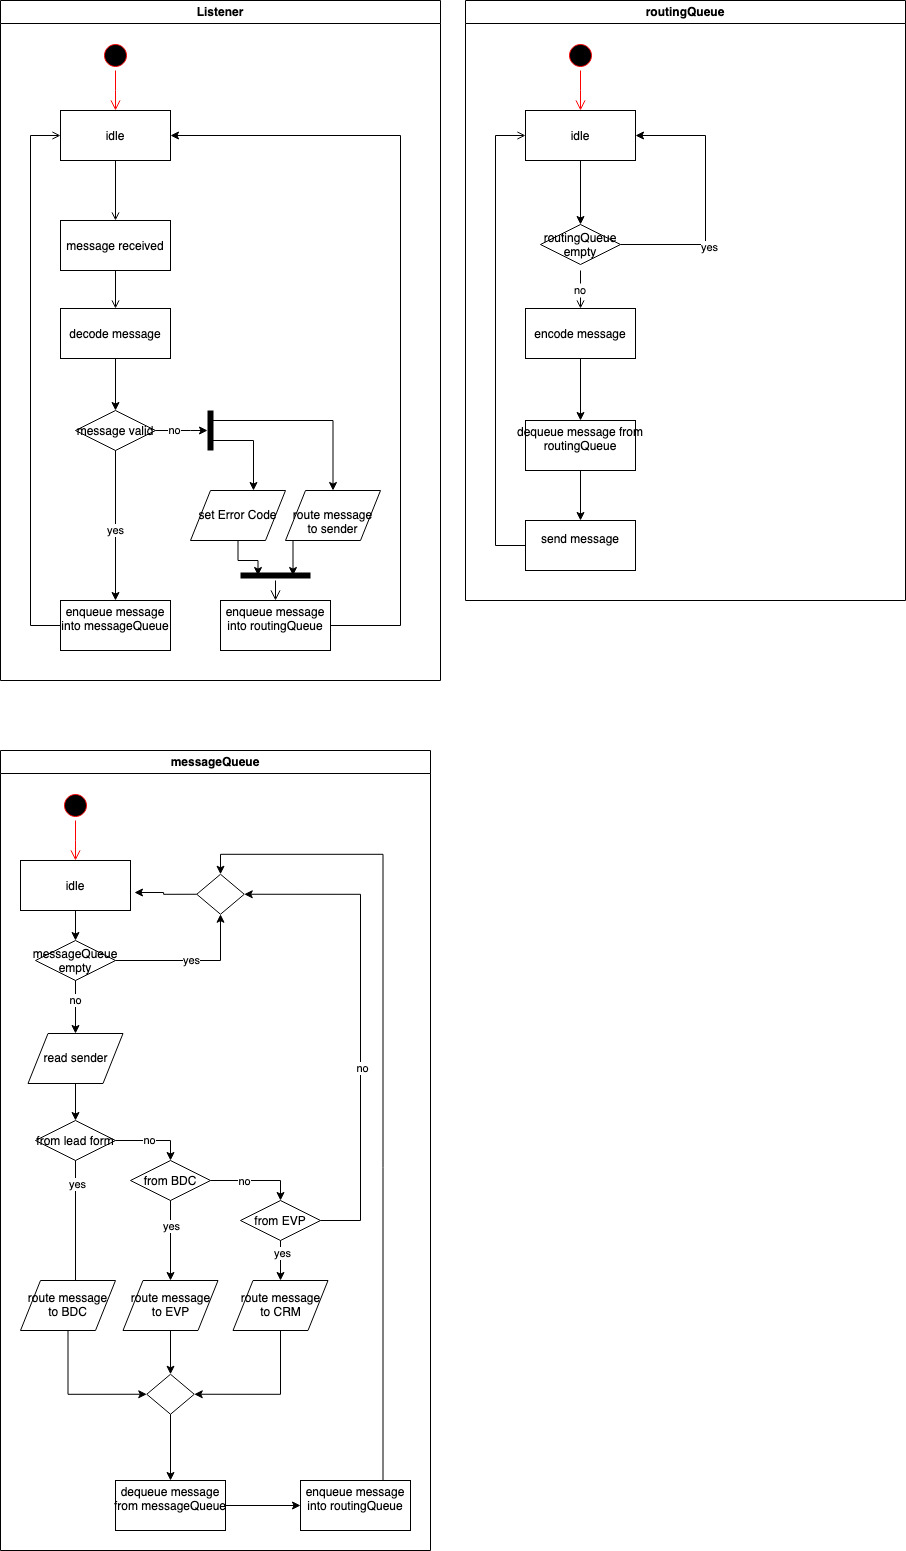 Listener
idle
message received
decode message
message valid
no
set Error Code
route message
to sender
yes
enqueue message
into messageQueue
enqueue message
into routingQueue
routingQueue
idle
routingQueue
empty
yes
no
encode message
dequeue message from
routingQueue
send message
messageQueue
idle
messageQueue
empty
yes
no
read sender
no
from lead form
no
yes
from BDC
no
yes
from EVP
yes
route message
to BDC
route message
to EVP
route message
to CRM
dequeue message
from messageQueue
enqueue message
into routingQueue